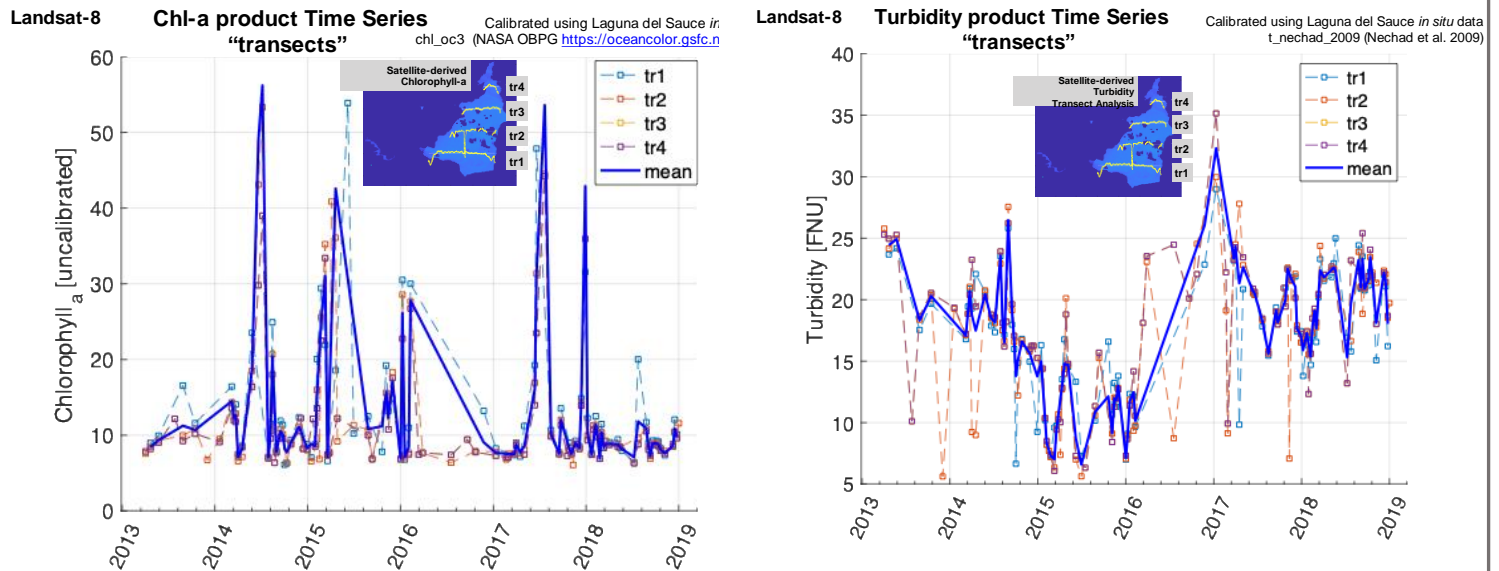 Landsat-8
Chl-a product Time Series
“transects”
Calibrated using Laguna del Sauce in
chl_oc3 (NASA OBPG https://oceancolor.gsfc.n
Satellite-derived
Chlorophyll-a
tr4
tr3
tr2
tr1
tr1
tr2
tr3
tr4
mean
Chlorophyll a [uncalibrated]
60
50
40
30
20
10
0
2013
2014
2015
2016
2017
2018
2019
Landsat-8
Turbidity product Time Series
“transects”
Calibrated using Laguna del Sauce in situ data
t_nechad_2009 (Nechad et al. 2009)
Satellite-derived
Turbidity
Transect Analysis
tr4
tr3
tr2
tr1
tr1
tr2
tr3
tr4
mean
Turbidity [FNU]
40
35
30
25
20
15
10
5
2013
2014
2015
2016
2017
2018
2019